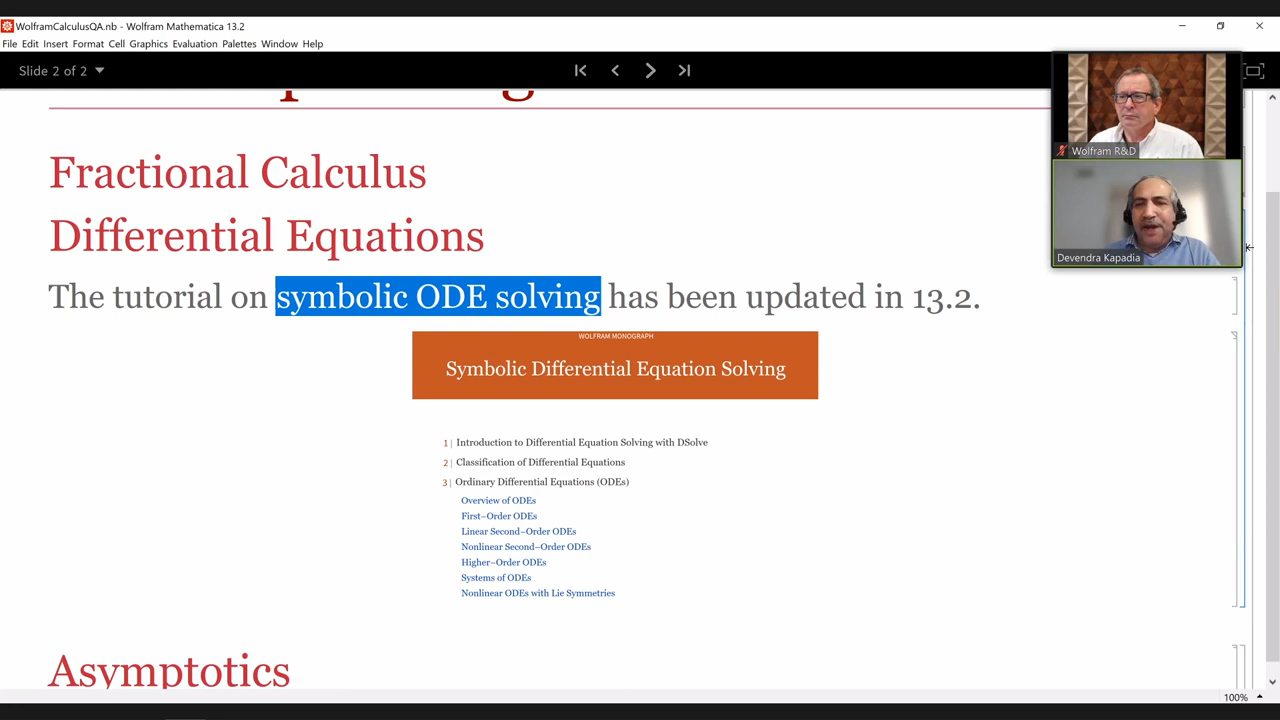 WolframCalculusQA.nb - Wolfram Mathematica 13.2
File Edit Insert Format Cell Graphics Evaluation Palettes Window Help
Slide 2 of 2
Wolfram R&D
Devendra Kapadia
Fractional Calculus
Differential Equations
The tutorial on symbolic ODE solving has been updated in 13.2.
WOLFRAM MONOGRAPH
Symbolic Differential Equation Solving
1 | Introduction to Differential Equation Solving with DSolve
2 | Classification of Differential Equations
3 | Ordinary Differential Equations (ODEs)
Overview of ODEs
First–Order ODEs
Linear Second–Order ODEs
Nonlinear Second–Order ODEs
Higher–Order ODEs
Systems of ODEs
Nonlinear ODEs with Lie Symmetries
Asymptotics
100%